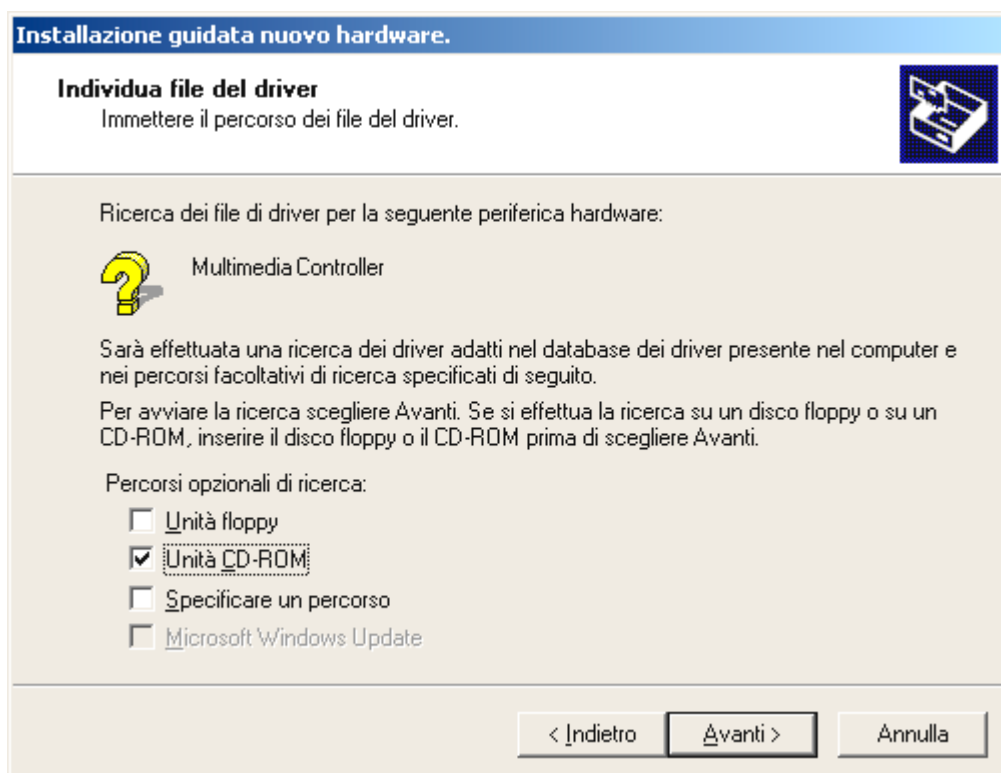 Installazione guidata nuovo hardware.
Individua file del driver
Immettere il percorso dei file del driver.
Ricerca dei file di driver per la seguente periferica hardware:
Multimedia Controller
Sarà effettuata una ricerca dei driver adatti nel database dei driver presente nel computer e
nei percorsi facoltativi di ricerca specificati di seguito.
Per avviare la ricerca scegliere Avanti. Se si effettua la ricerca su un disco floppy o su un
CD-ROM, inserire il disco floppy o il CD-ROM prima di scegliere Avanti.
Percorsi opzionali di ricerca:
Unità floppy
Unità CD-ROM
Specificare un percorso
Microsoft Windows Update
< Indietro
Avanti >
Annulla